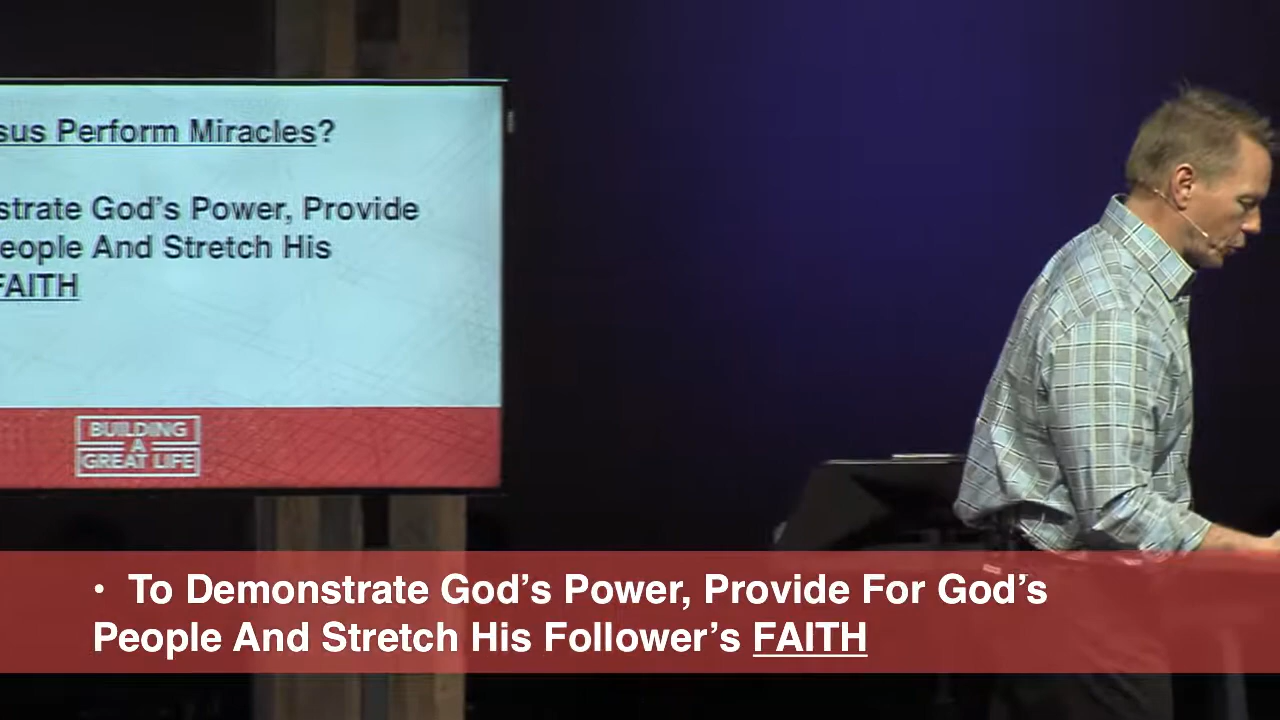 sus Perform Miracles?
strate God's Power, Provide
eople And Stretch His
FAITH
BUILDING
A
GREAT LIFE
• To Demonstrate God's Power, Provide For God's
People And Stretch His Follower's FAITH